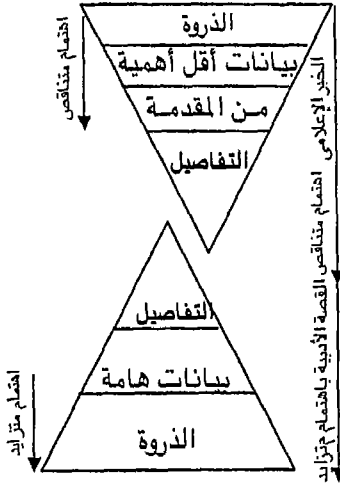 الذروة
بيانات أقل أهمية
من المقدمة
التفاصيل
اهتمام متناقص
الخبر الإعلامى اهتمام متناقص
القصة الأدبية باهتمام متزايد
التفاصيل
بيانات هامة
الذروة
اهتمام متزايد